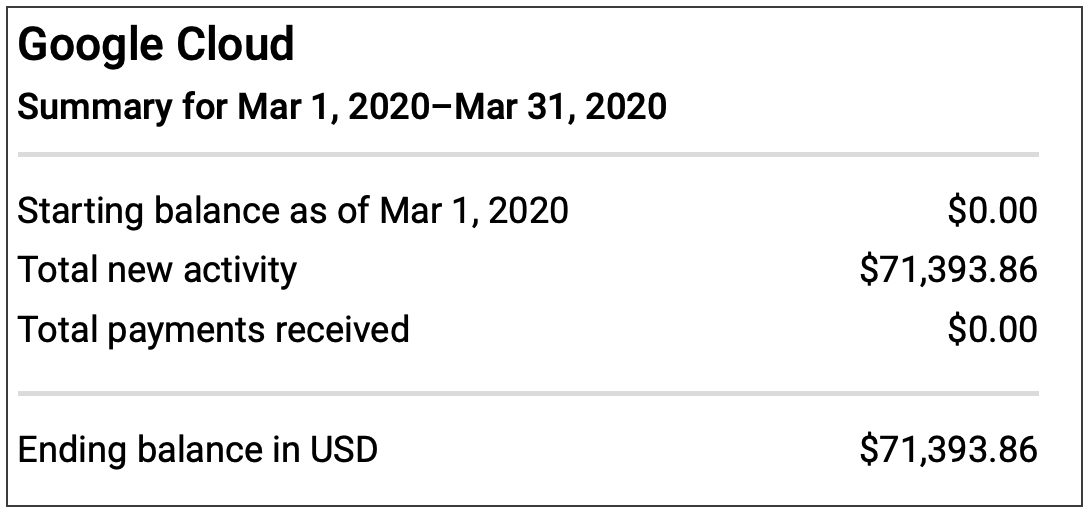 Google Cloud
Summary for Mar 1, 2020–Mar 31, 2020
Starting balance as of Mar 1, 2020 $0.00
Total new activity $71,393.86
Total payments received $0.00
Ending balance in USD $71,393.86